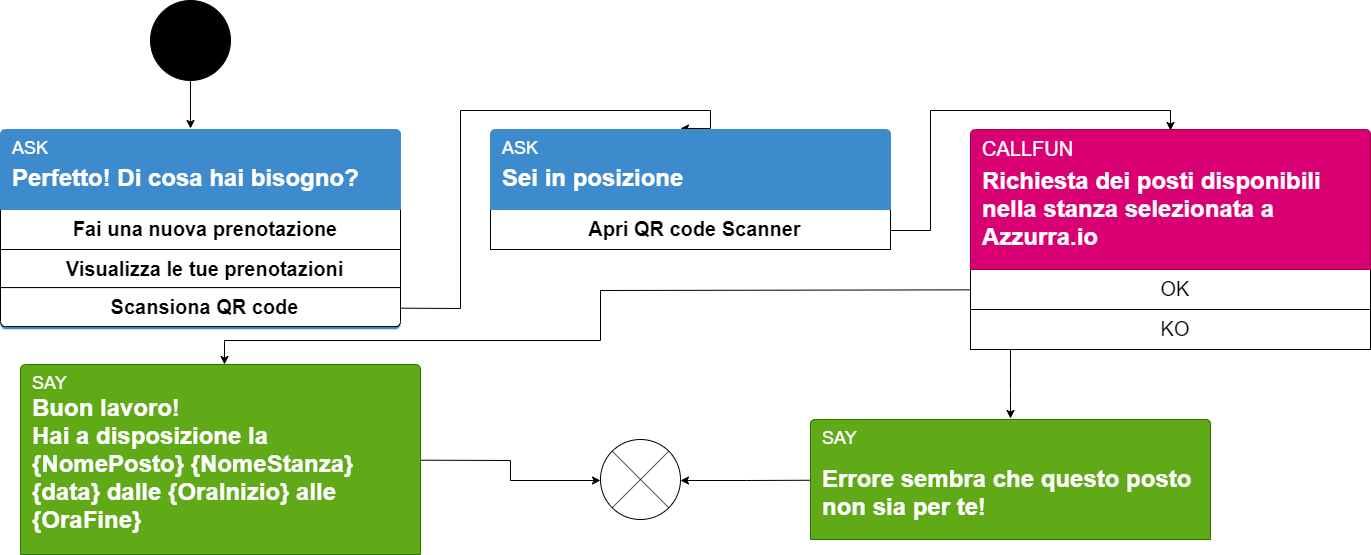 ASK
Perfetto! Di cosa hai bisogno?
Fai una nuova prenotazione
Visualizza le tue prenotazioni
Scansiona QR code
ASK
Sei in posizione
Apri QR code Scanner
CALLFUN
Richiesta dei posti disponibili
nella stanza selezionata a
Azzurra.io
OK
KO
SAY
Buon lavoro!
Hai a disposizione la
{NomePosto} {NomeStanza}
{data} dalle {OraInizio} alle
{OraFine}
SAY
Errore sembra che questo posto
non sia per te!